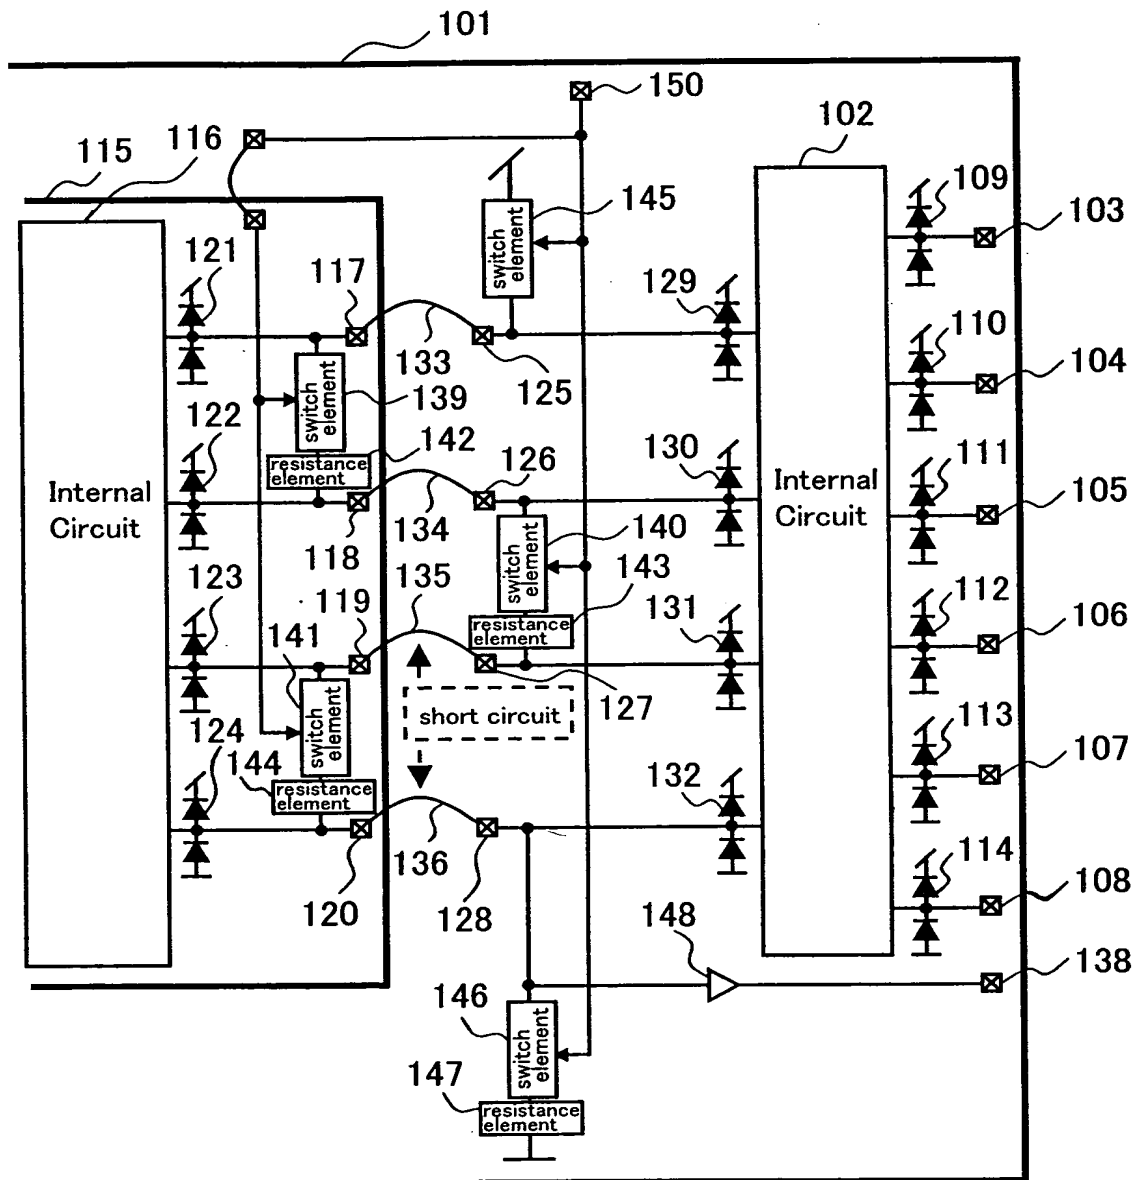 101
150
102
115
116
145
109
103
switch
element
121
117
129
110
104
133
125
switch
element
139
122
142
126
130
111
105
resistance
element
Internal
Circuit
Internal
Circuit
118
134
140
switch
element
143
123
119
135
131
112
106
resistance
element
141
127
switch
element
short circuit
124
113
107
144
132
resistance
element
136
114
108
120
128
148
138
146
switch
element
147
resistance
element